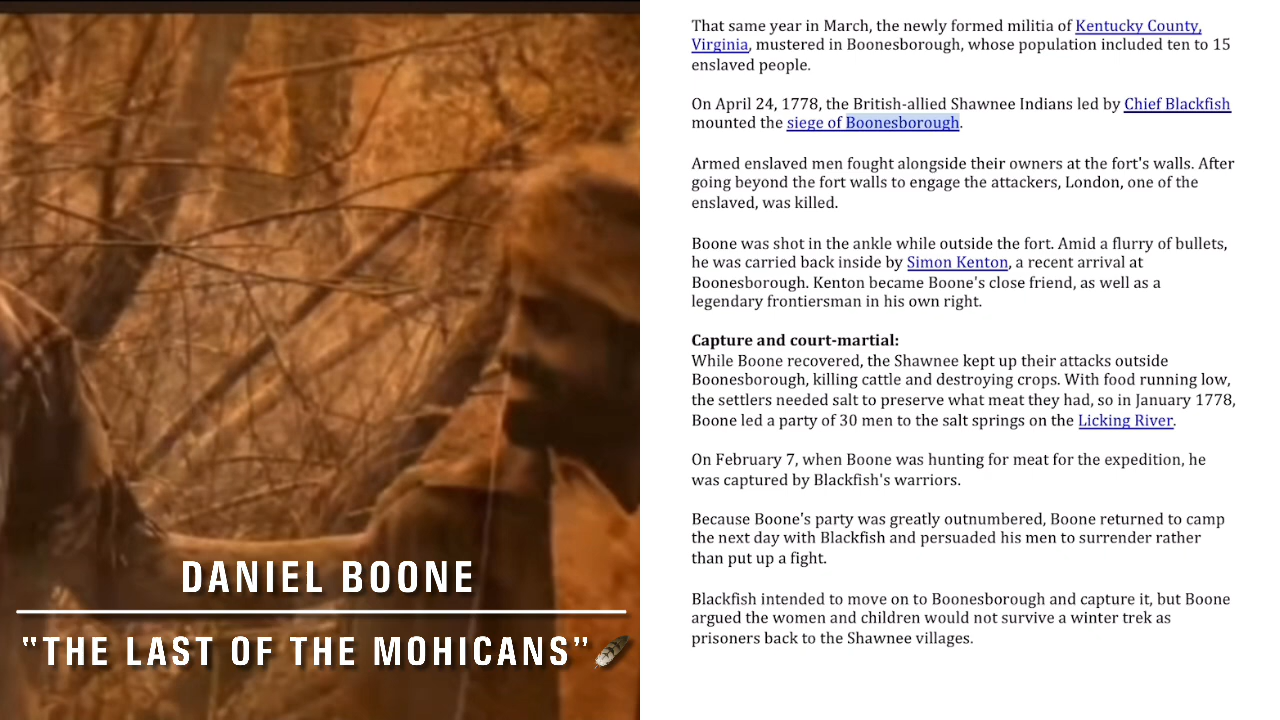 DANIEL BOONE
"THE LAST OF THE MOHICANS"
That same year in March, the newly formed militia of Kentucky County,
Virginia, mustered in Boonesborough, whose population included ten to 15
enslaved people.
On April 24, 1778, the British-allied Shawnee Indians led by Chief Blackfish
mounted the siege of Boonesborough.
Armed enslaved men fought alongside their owners at the fort's walls. After
going beyond the fort walls to engage the attackers, London, one of the
enslaved, was killed.
Boone was shot in the ankle while outside the fort. Amid a flurry of bullets,
he was carried back inside by Simon Kenton, a recent arrival at
Boonesborough. Kenton became Boone's close friend, as well as a
legendary frontiersman in his own right.
Capture and court-martial:
While Boone recovered, the Shawnee kept up their attacks outside
Boonesborough, killing cattle and destroying crops. With food running low,
the settlers needed salt to preserve what meat they had, so in January 1778,
Boone led a party of 30 men to the salt springs on the Licking River.
On February 7, when Boone was hunting for meat for the expedition, he
was captured by Blackfish's warriors.
Because Boone's party was greatly outnumbered, Boone returned to camp
the next day with Blackfish and persuaded his men to surrender rather
than put up a fight.
Blackfish intended to move on to Boonesborough and capture it, but Boone
argued the women and children would not survive a winter trek as
prisoners back to the Shawnee villages.